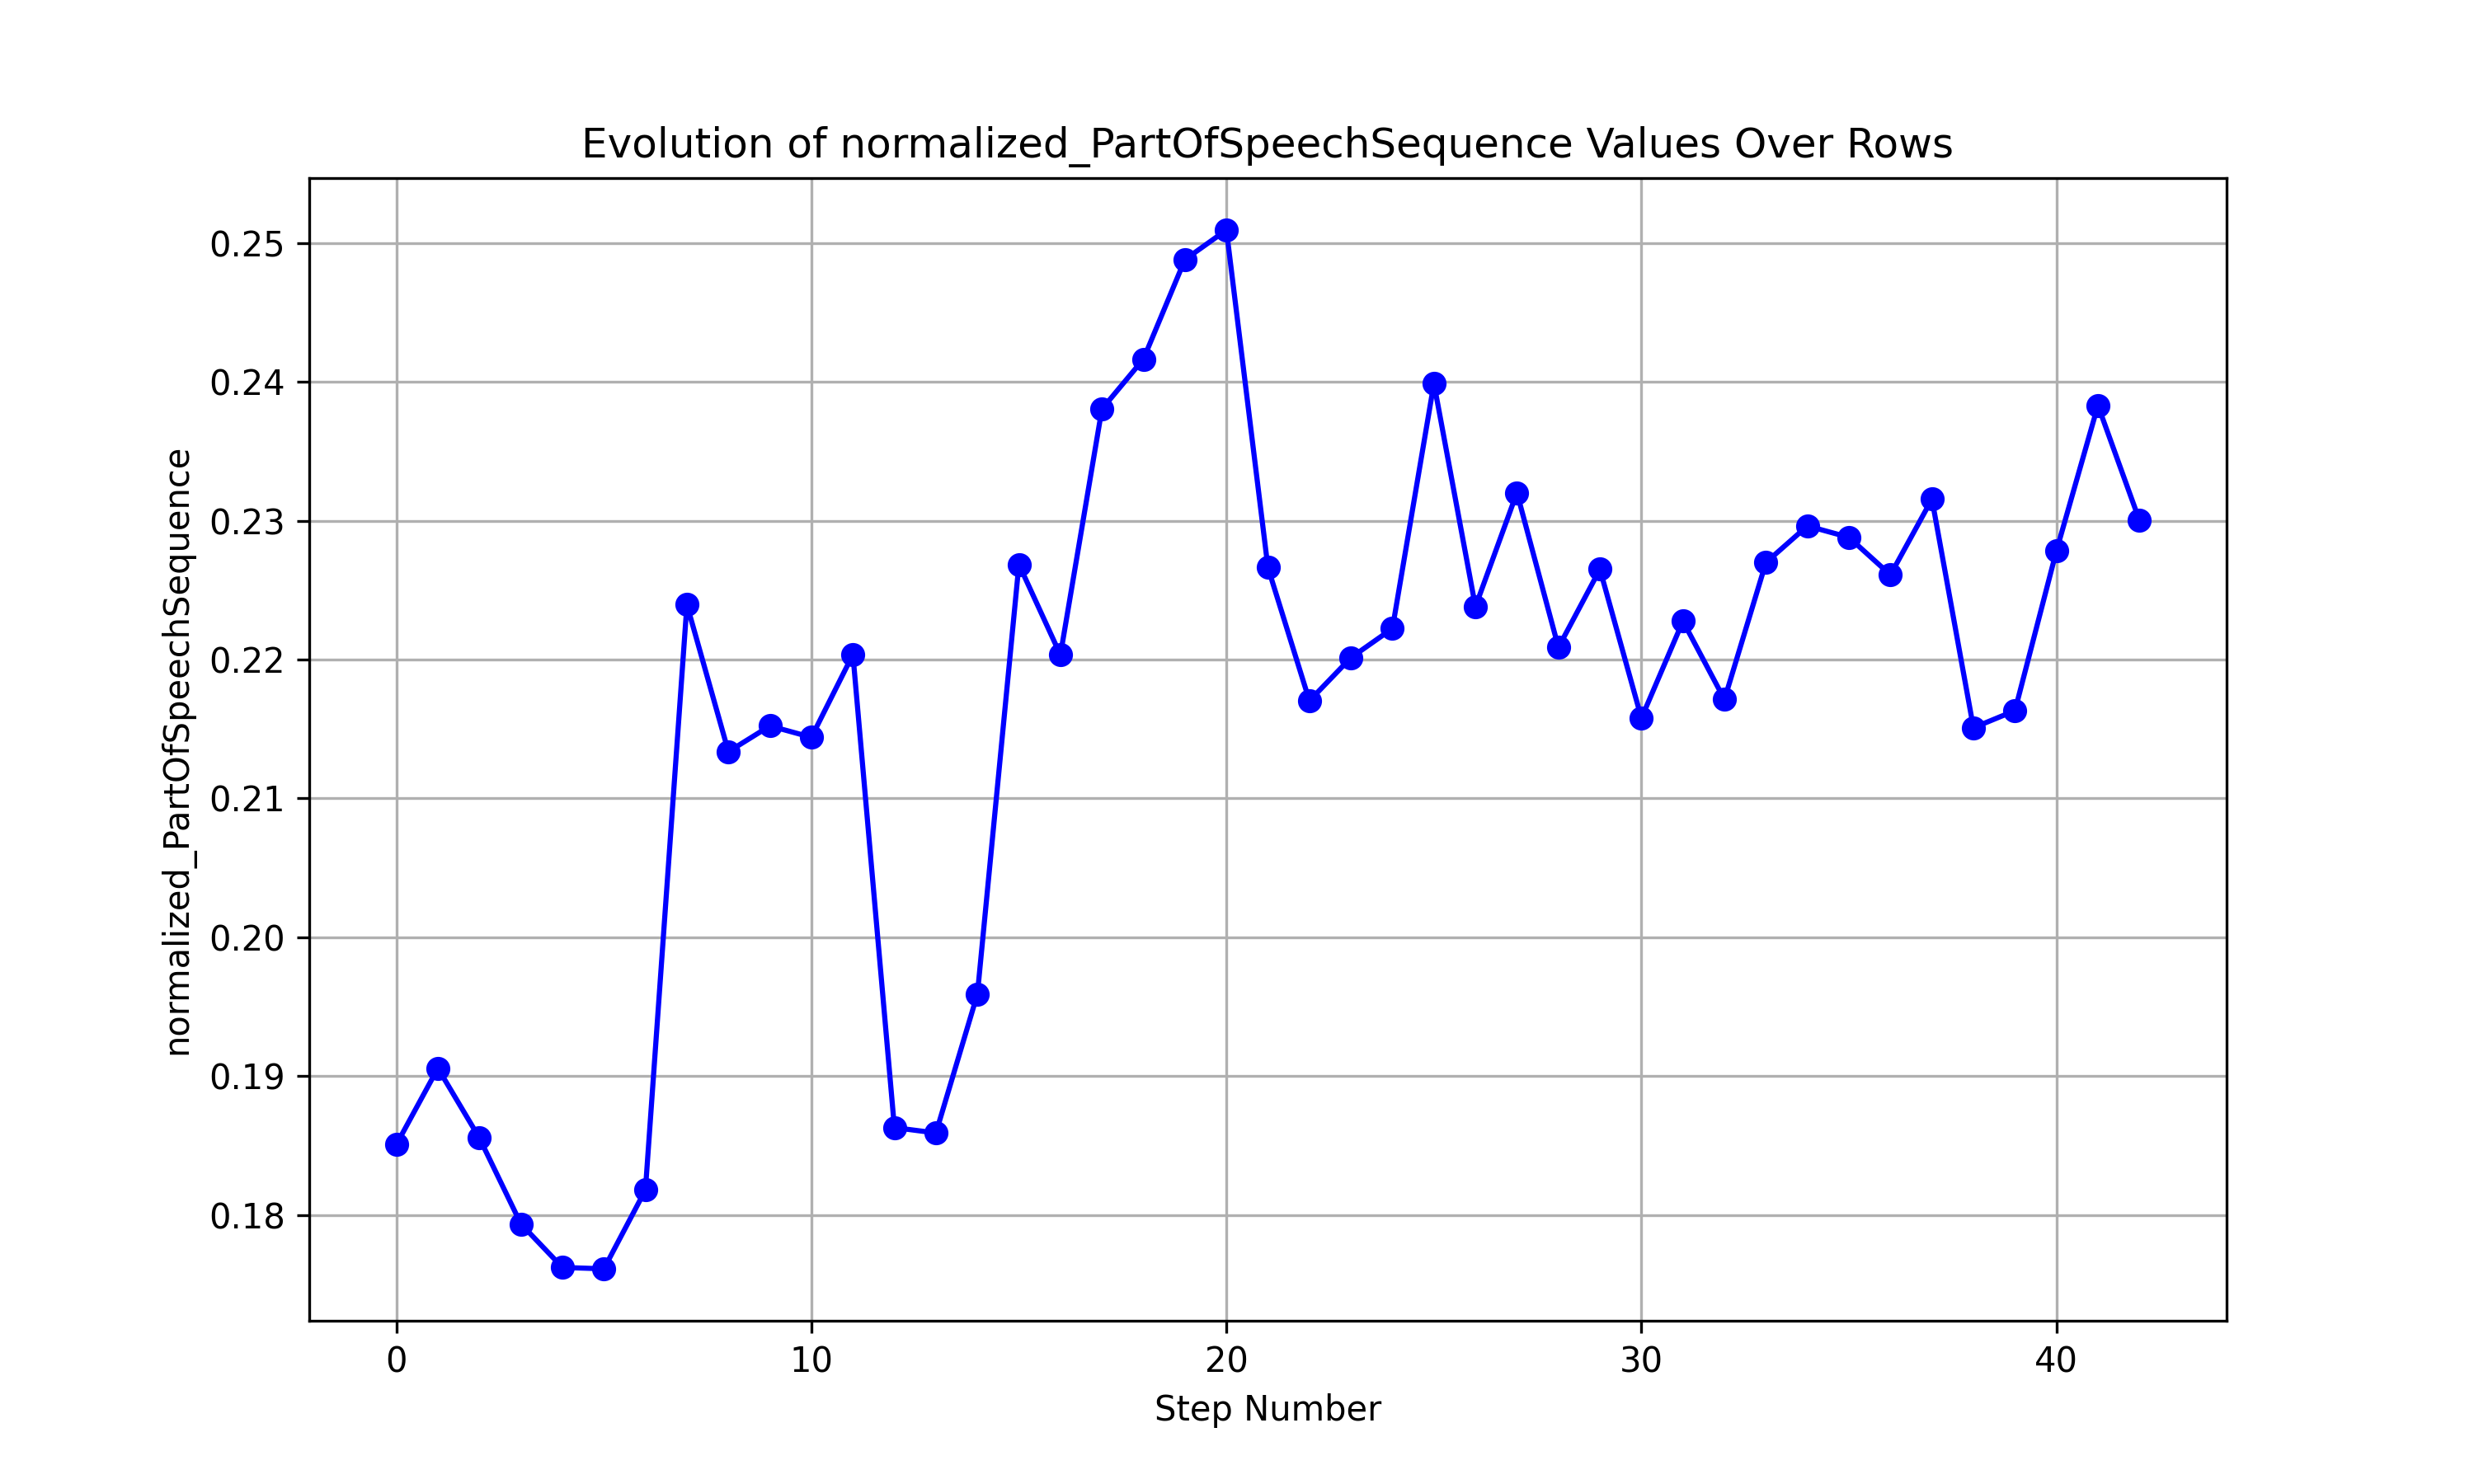 Evolution of normalized_PartOfSpeechSequence Values Over Rows
normalized_PartOfSpeechSequence
0.25
0.24
0.23
0.22
0.21
0.20
0.19
0.18
0 10 20 30 40
Step Number